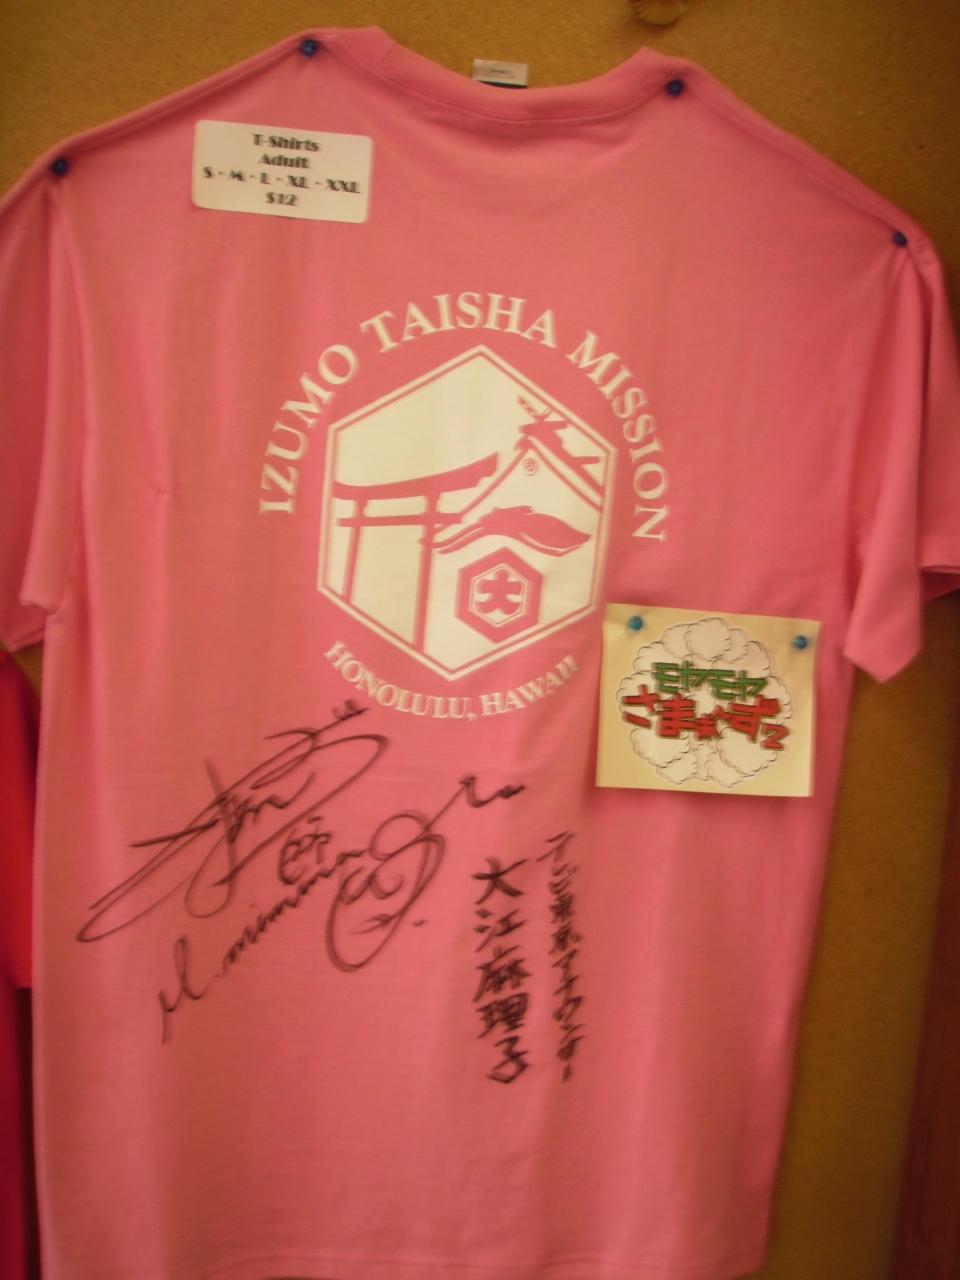 T-Shirts
Adult
S - M - L - XL - XXL
$12
IZUMO TAISHA MISSION
大
HONOLULU, HAWAII
モヤモヤ
さまぁ～ず2
テレビ東京アナウンサー
大江麻理子